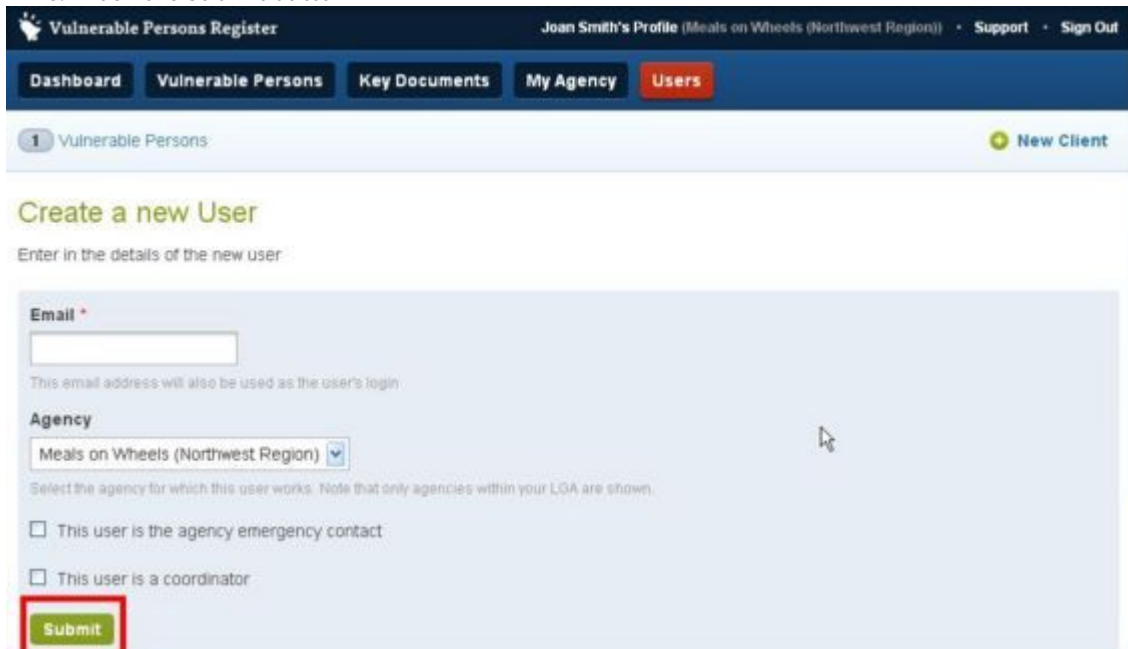 Vulnerable Persons Register
Joan Smith's Profile (Meals on Wheels (Northwest Region)) • Support • Sign Out
Dashboard Vulnerable Persons Key Documents My Agency Users
1 Vulnerable Persons New Client
Create a new User
Enter in the details of the new user
Email *
This email address will also be used as the user's login
Agency
Meals on Wheels (Northwest Region)
Select the agency for which this user works. Note that only agencies within your LGA are shown.
This user is the agency emergency contact
This user is a coordinator
Submit